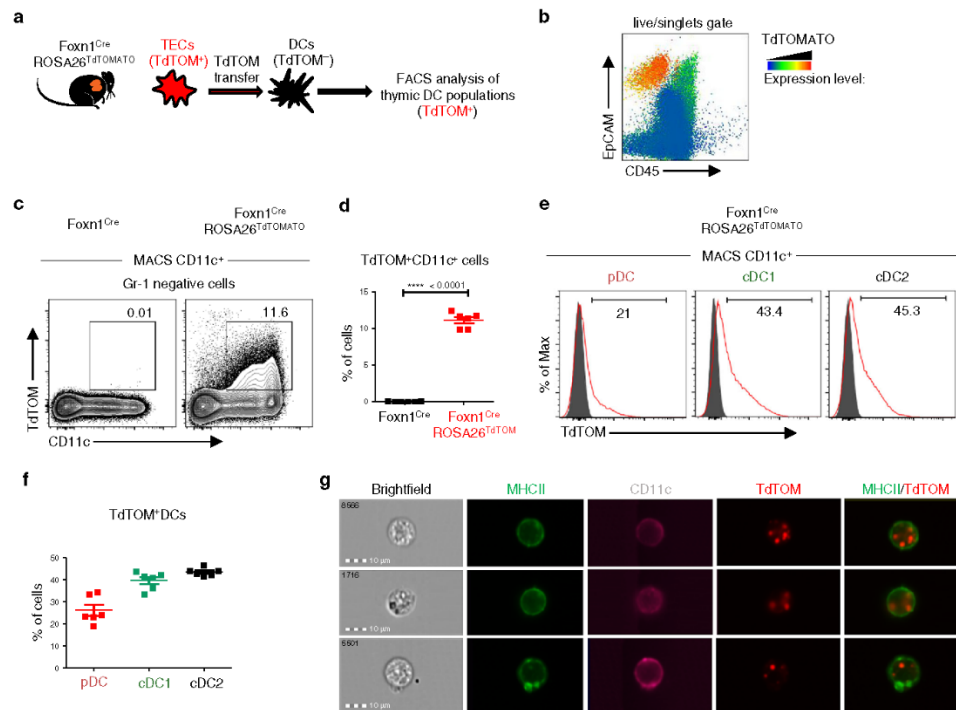 a
Foxn1Cre
ROSA26TdTOMATO
TECs
(TdTOM+)
TdTOM
transfer
DCs
(TdTOM–)
FACS analysis of
thymic DC populations
(TdTOM+)
b
live/singlets gate
EpCAM
CD45
TdTOMATO
Expression level:
c
Foxn1Cre
Foxn1Cre
ROSA26TdTOMATO
MACS CD11c+
Gr-1 negative cells
0.01
11.6
TdTOM
CD11c
d
TdTOM+CD11c+ cells
**** < 0.0001
% of cells
15
10
5
0
Foxn1Cre
Foxn1Cre
ROSA26TdTOM
e
Foxn1Cre
ROSA26TdTOMATO
MACS CD11c+
pDC
cDC1
cDC2
21
43.4
45.3
% of Max
TdTOM
f
TdTOM+DCs
% of cells
50
40
30
20
10
0
pDC
cDC1
cDC2
g
Brightfield
MHCII
CD11c
TdTOM
MHCII/TdTOM
8566
10 µm
1716
10 µm
5501
10 µm